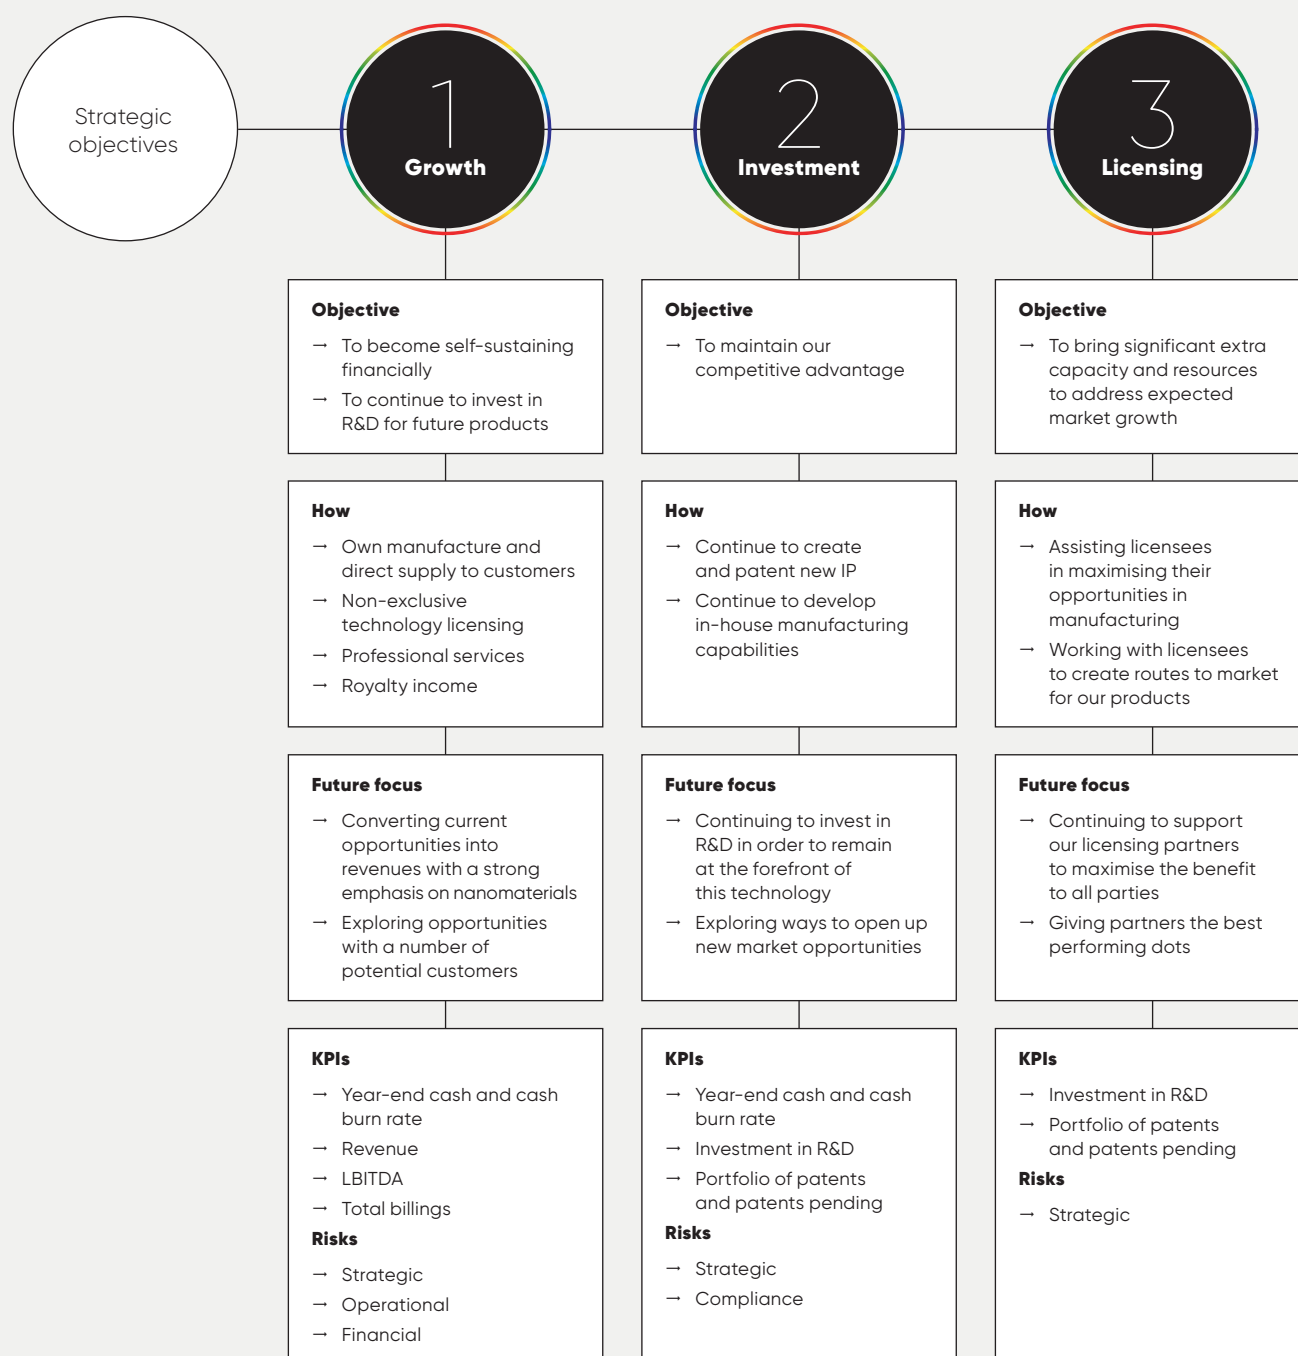 Strategic
objectives
1
Growth
2
Investment
3
Licensing
Objective
→ To become self-sustaining
financially
→ To continue to invest in
R&D for future products
How
→ Own manufacture and
direct supply to customers
→ Non-exclusive
technology licensing
→ Professional services
→ Royalty income
Future focus
→ Converting current
opportunities into
revenues with a strong
emphasis on nanomaterials
→ Exploring opportunities
with a number of
potential customers
KPIs
→ Year-end cash and cash
burn rate
→ Revenue
→ LBITDA
→ Total billings
Risks
→ Strategic
→ Operational
→ Financial
Objective
→ To maintain our
competitive advantage
How
→ Continue to create
and patent new IP
→ Continue to develop
in-house manufacturing
capabilities
Future focus
→ Continuing to invest in
R&D in order to remain
at the forefront of
this technology
→ Exploring ways to open up
new market opportunities
KPIs
→ Year-end cash and cash
burn rate
→ Investment in R&D
→ Portfolio of patents
and patents pending
Risks
→ Strategic
→ Compliance
Objective
→ To bring significant extra
capacity and resources
to address expected
market growth
How
→ Assisting licensees
in maximising their
opportunities in
manufacturing
→ Working with licensees
to create routes to market
for our products
Future focus
→ Continuing to support
our licensing partners
to maximise the benefit
to all parties
→ Giving partners the best
performing dots
KPIs
→ Investment in R&D
→ Portfolio of patents
and patents pending
Risks
→ Strategic